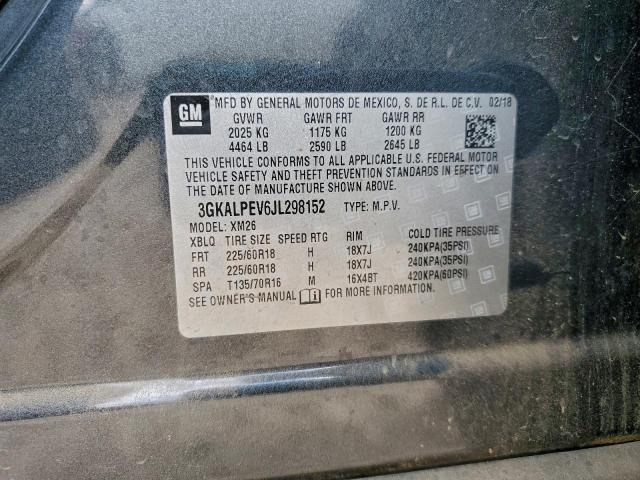 GM MFD BY GENERAL MOTORS DE MEXICO, S. DE R.L. DE C.V. 02/18
GVWR GAWR FRT GAWR RR
2025 KG 1175 KG 1200 KG
4464 LB 2590 LB 2645 LB
THIS VEHICLE CONFORMS TO ALL APPLICABLE U.S. FEDERAL MOTOR
VEHICLE SAFETY AND THEFT PREVENTION STANDARDS IN EFFECT
ON THE DATE OF MANUFACTURE SHOWN ABOVE.
3GKALPEV6JL298152 TYPE: M.P.V.
MODEL: XM26
XBLQ TIRE SIZE SPEED RTG RIM COLD TIRE PRESSURE
FRT 225/60R18 H 18X7J 240KPA(35PSI)
RR 225/60R18 H 18X7J 240KPA(35PSI)
SPA T135/70R16 M 16X4BT 420KPA(60PSI)
SEE OWNER'S MANUAL FOR MORE INFORMATION.